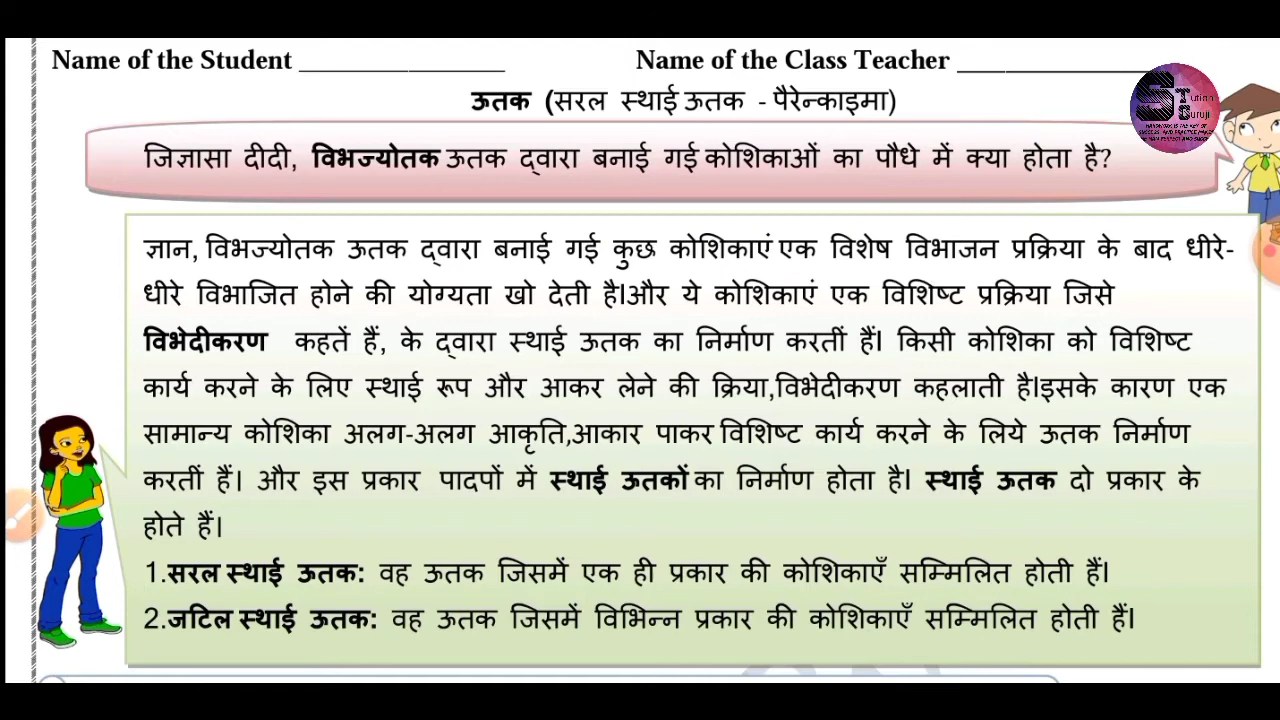 Name of the Student _______________ Name of the Class Teacher _______________
ऊतक (सरल स्थाई ऊतक - पैरेन्काइमा)
जिज्ञासा दीदी, विभज्योतक ऊतक द्वारा बनाई गई कोशिकाओं का पौधे में क्या होता है?
ज्ञान, विभज्योतक ऊतक द्वारा बनाई गई कुछ कोशिकाएं एक विशेष विभाजन प्रक्रिया के बाद धीरे-
धीरे विभाजित होने की योग्यता खो देती है।और ये कोशिकाएं एक विशिष्ट प्रक्रिया जिसे
विभेदीकरण कहतें हैं, के द्वारा स्थाई ऊतक का निर्माण करतीं हैं। किसी कोशिका को विशिष्ट
कार्य करने के लिए स्थाई रूप और आकर लेने की क्रिया,विभेदीकरण कहलाती है।इसके कारण एक
सामान्य कोशिका अलग-अलग आकृति,आकार पाकर विशिष्ट कार्य करने के लिये ऊतक निर्माण
करतीं हैं। और इस प्रकार पादपों में स्थाई ऊतकों का निर्माण होता है। स्थाई ऊतक दो प्रकार के
होते हैं।
1.सरल स्थाई ऊतक: वह ऊतक जिसमें एक ही प्रकार की कोशिकाएँ सम्मिलित होती हैं।
2.जटिल स्थाई ऊतक: वह ऊतक जिसमें विभिन्न प्रकार की कोशिकाएँ सम्मिलित होती हैं।